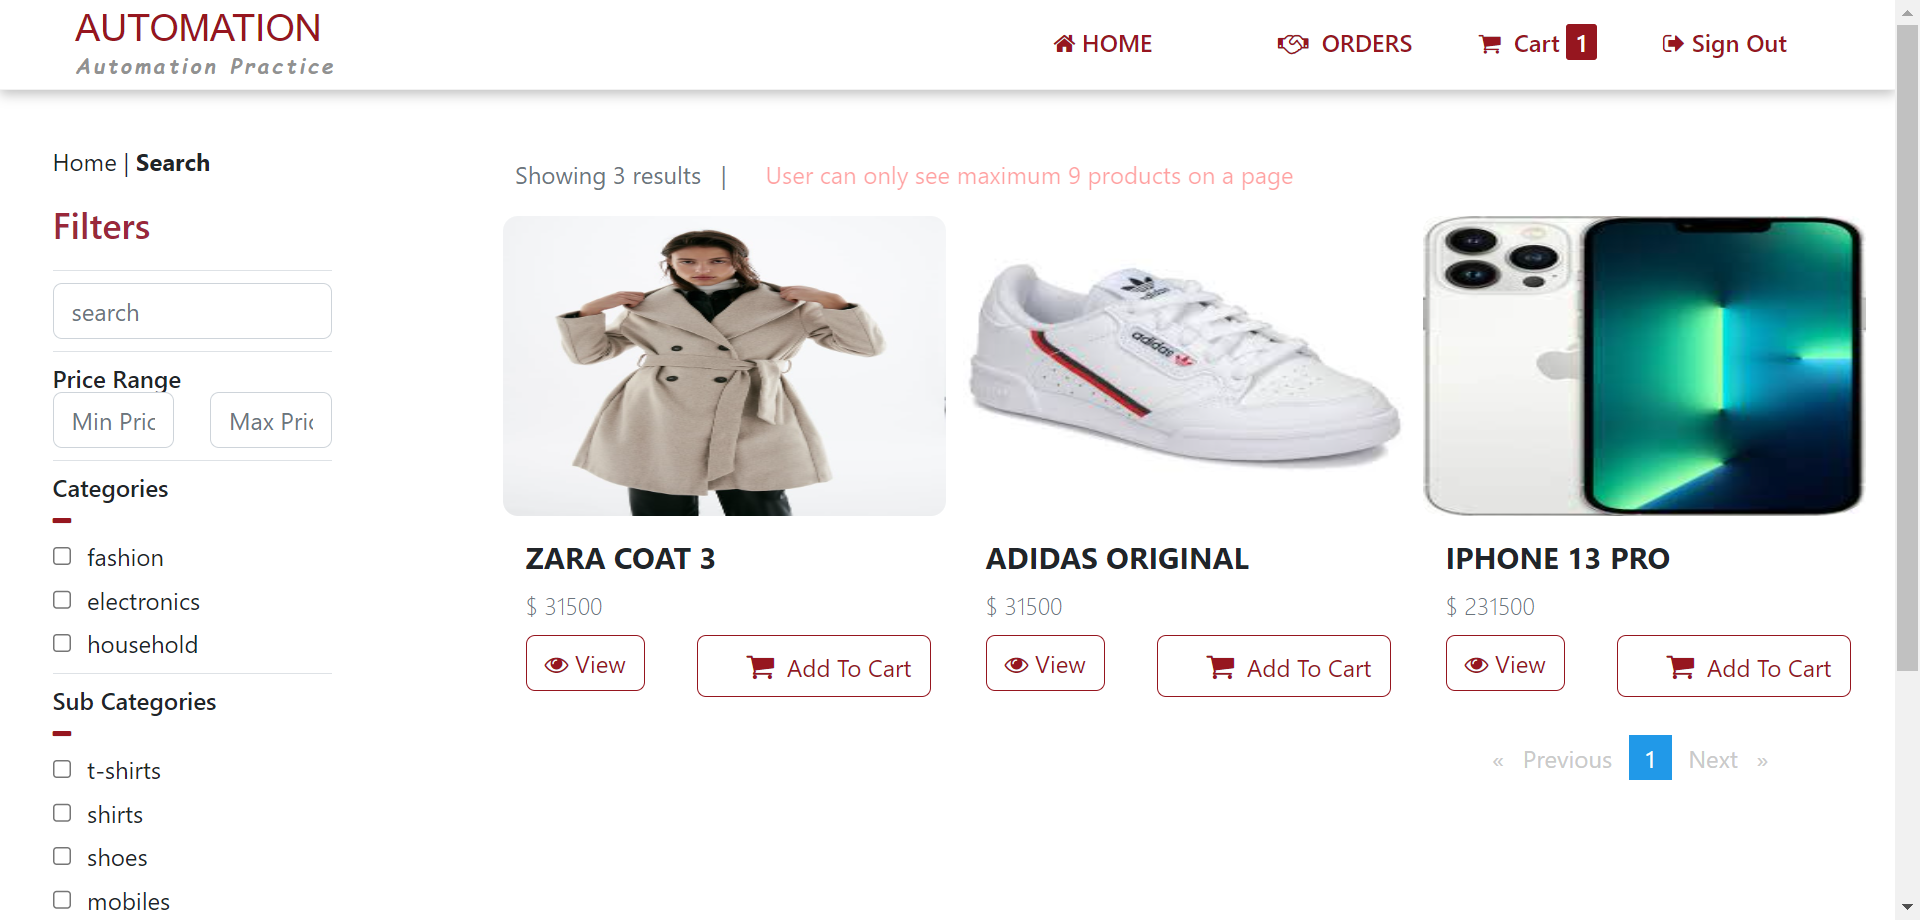 AUTOMATION
Automation Practice
HOME
ORDERS
Cart 1
Sign Out
Home | Search
Showing 3 results |
User can only see maximum 9 products on a page
Filters
search
Price Range
Min Pric
Max Pric
Categories
fashion
electronics
household
Sub Categories
t-shirts
shirts
shoes
mobiles
adidas
adidas
ZARA COAT 3
$ 31500
View
Add To Cart
ADIDAS ORIGINAL
$ 31500
View
Add To Cart
IPHONE 13 PRO
$ 231500
View
Add To Cart
« Previous 1 Next »